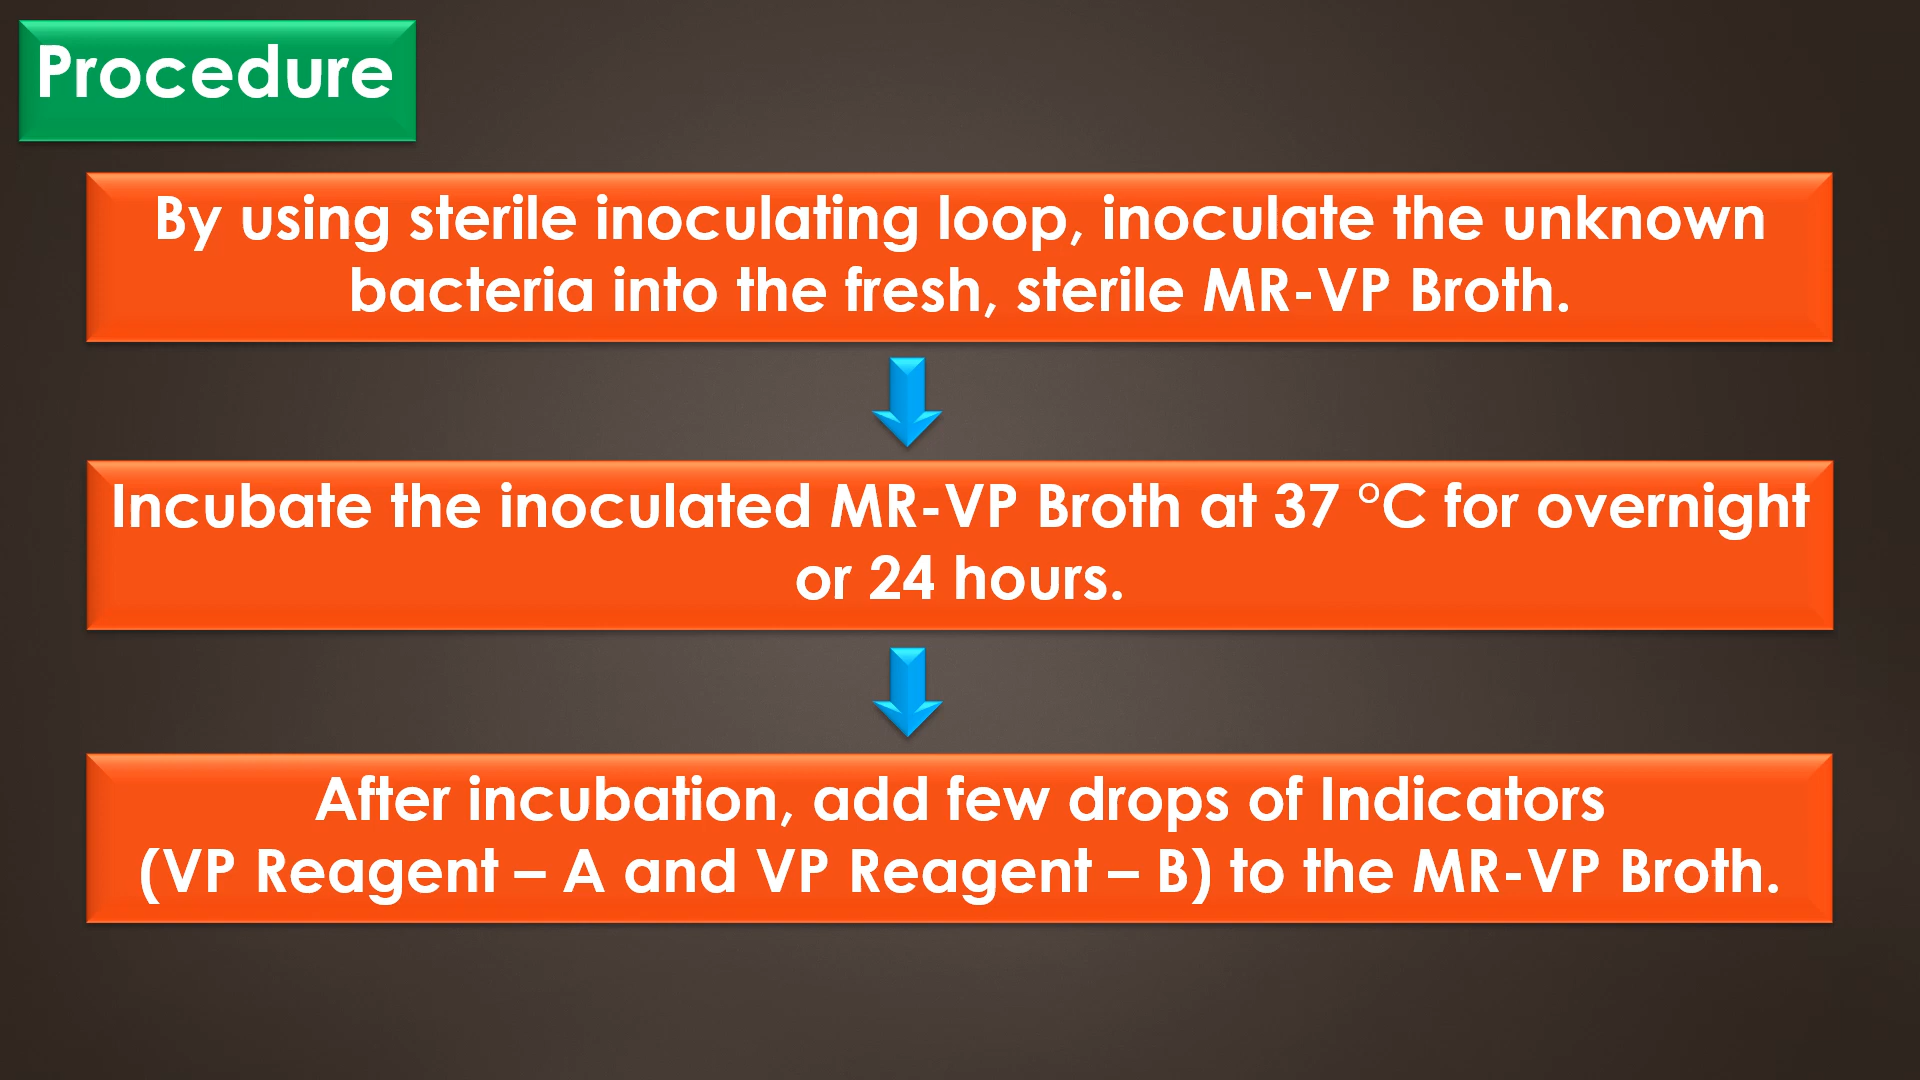 Procedure
By using sterile inoculating loop, inoculate the unknown
bacteria into the fresh, sterile MR-VP Broth.
Incubate the inoculated MR-VP Broth at 37 °C for overnight
or 24 hours.
After incubation, add few drops of Indicators
(VP Reagent – A and VP Reagent – B) to the MR-VP Broth.